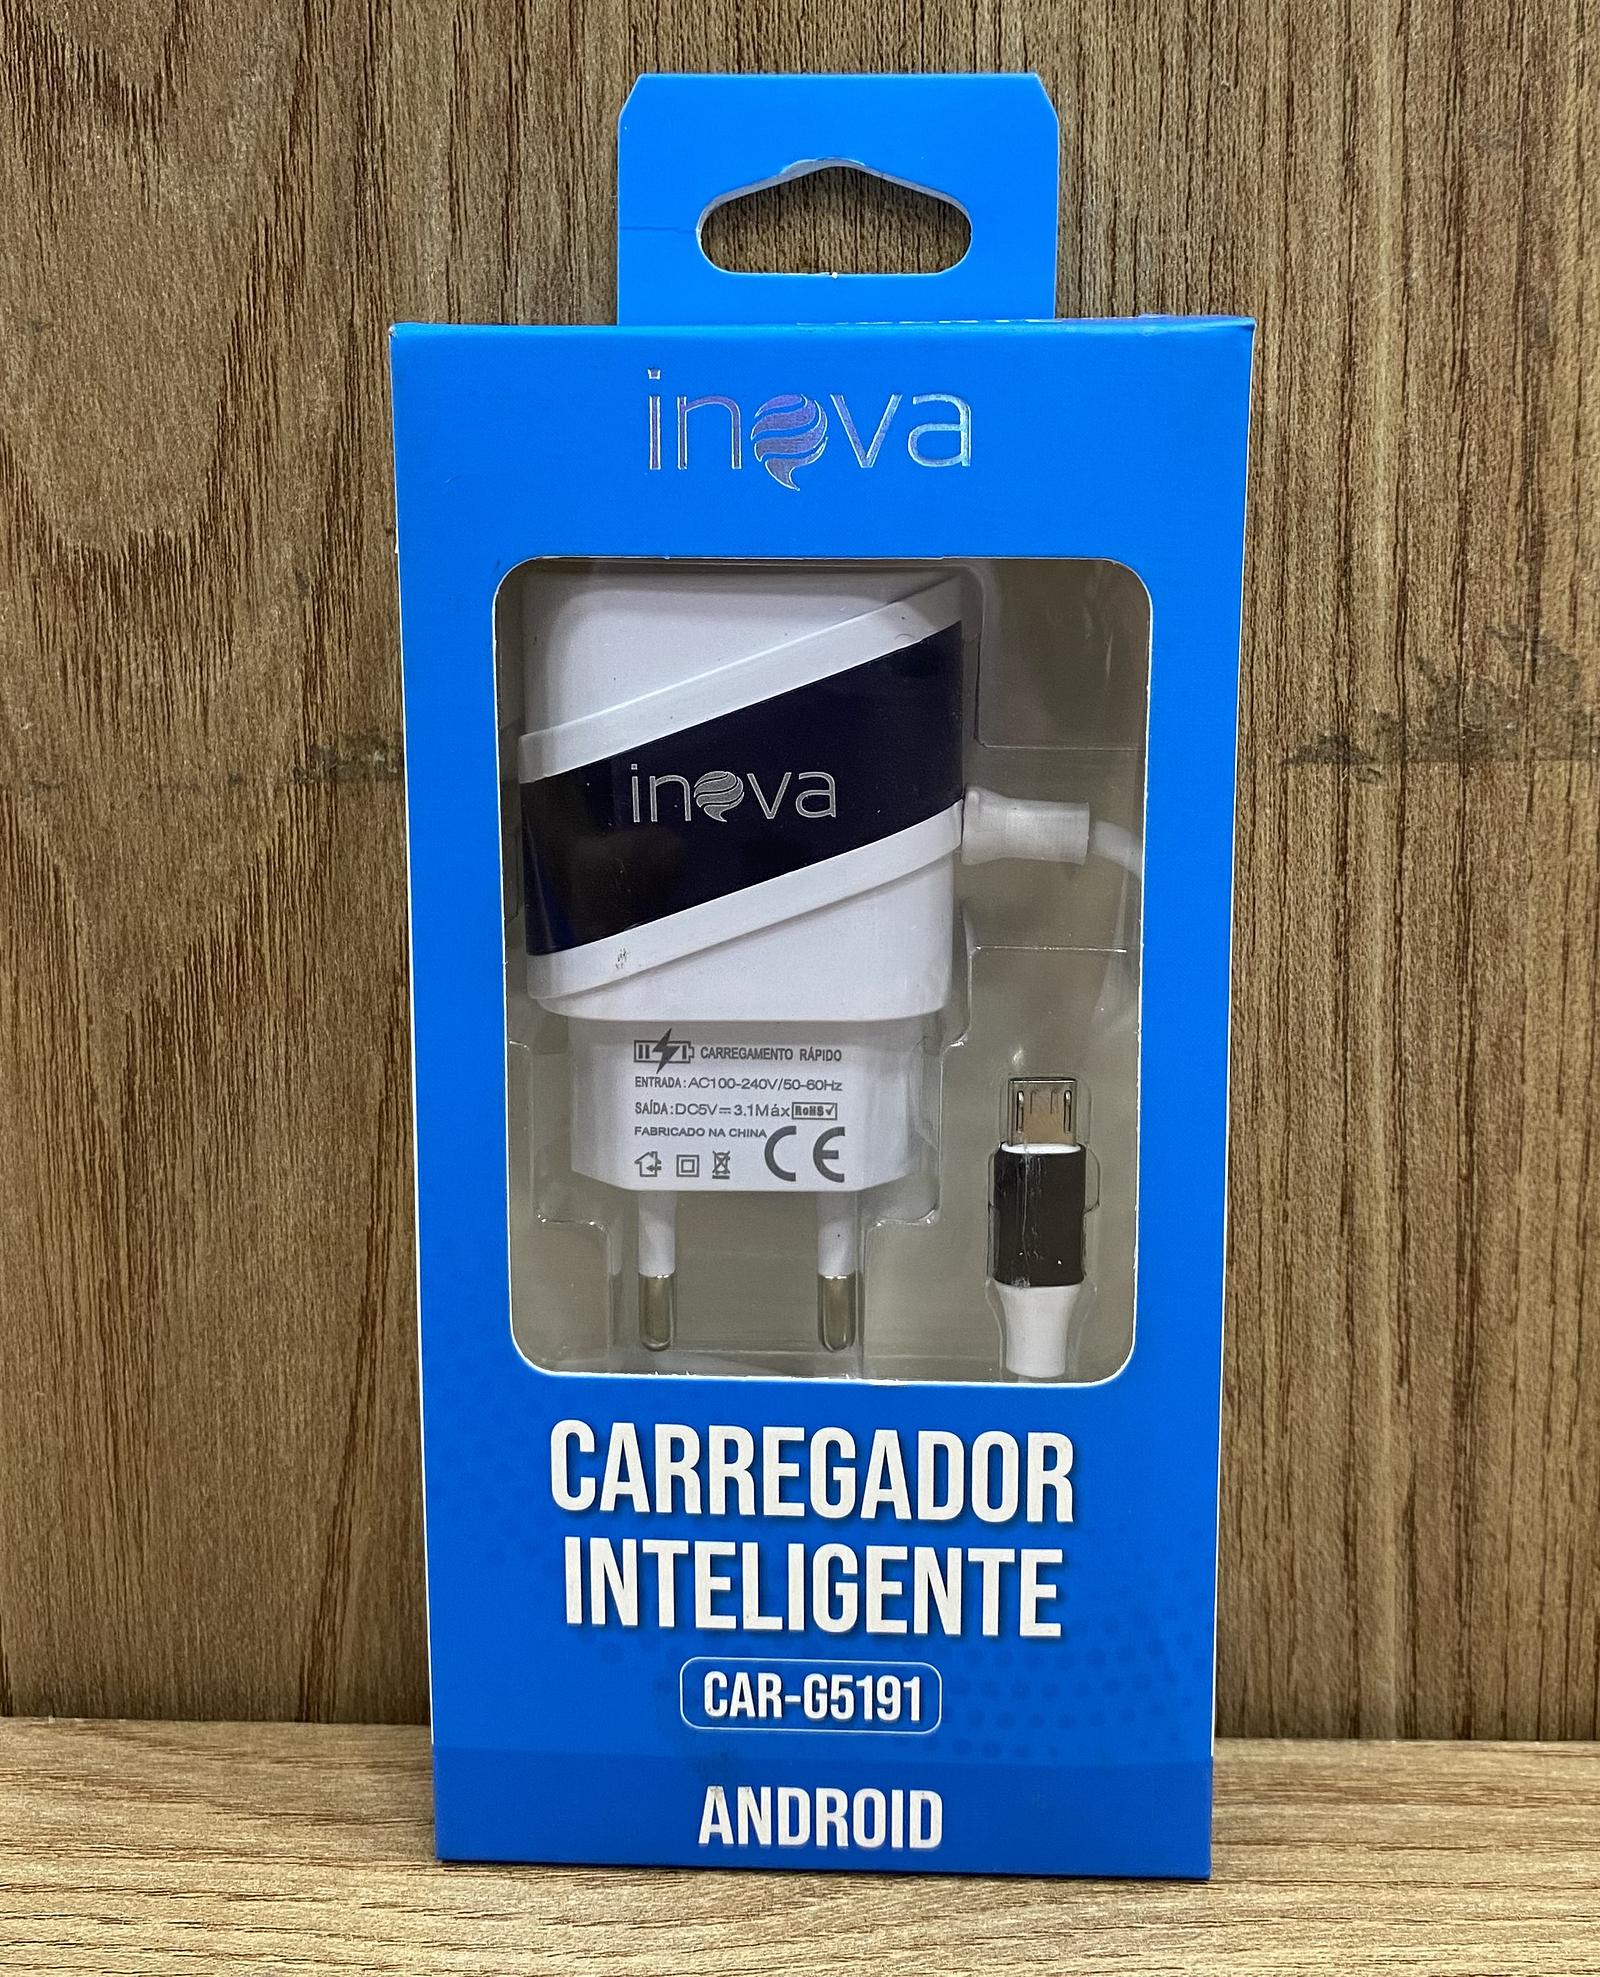 inova
inova
CARREGAMENTO RÁPIDO
ENTRADA:AC100-240V/50-60Hz
SAÍDA:DC5V⎓3.1Máx RoHS✓
FABRICADO NA CHINA CE
CARREGADOR
INTELIGENTE
CAR-G5191
ANDROID